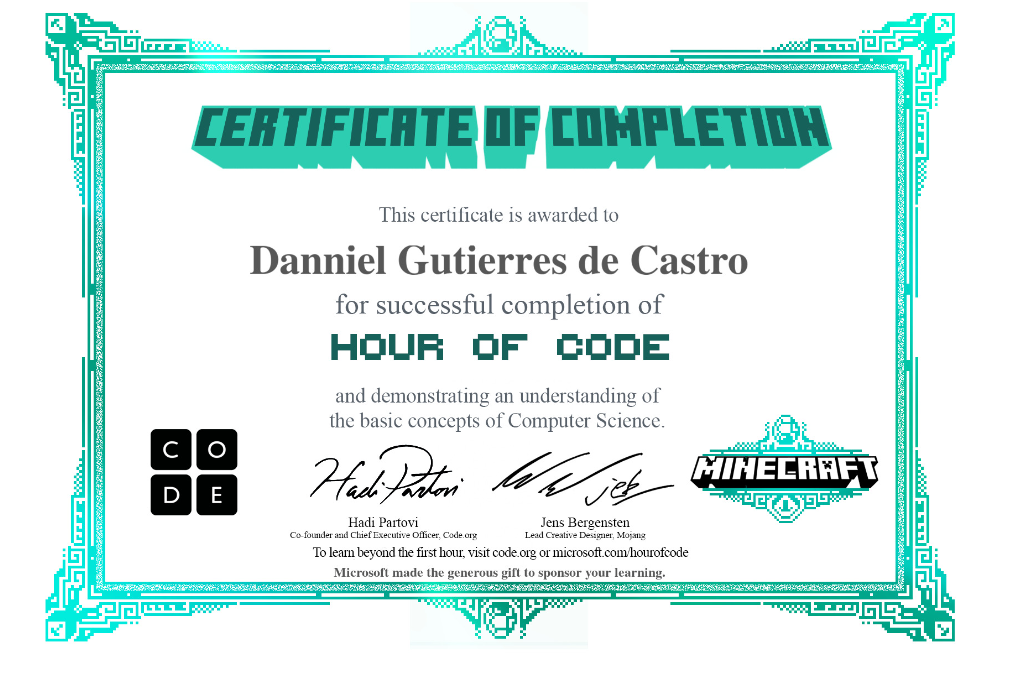 CERTIFICATE OF COMPLETION
This certificate is awarded to
Danniel Gutierres de Castro
for successful completion of
HOUR OF CODE
and demonstrating an understanding of
the basic concepts of Computer Science.
C O
D E
Hadi Partovi
jeb
MINECRAFT
Hadi Partovi
Co-founder and Chief Executive Officer, Code.org
Jens Bergensten
Lead Creative Designer, Mojang
To learn beyond the first hour, visit code.org or microsoft.com/hourofcode
Microsoft made the generous gift to sponsor your learning.